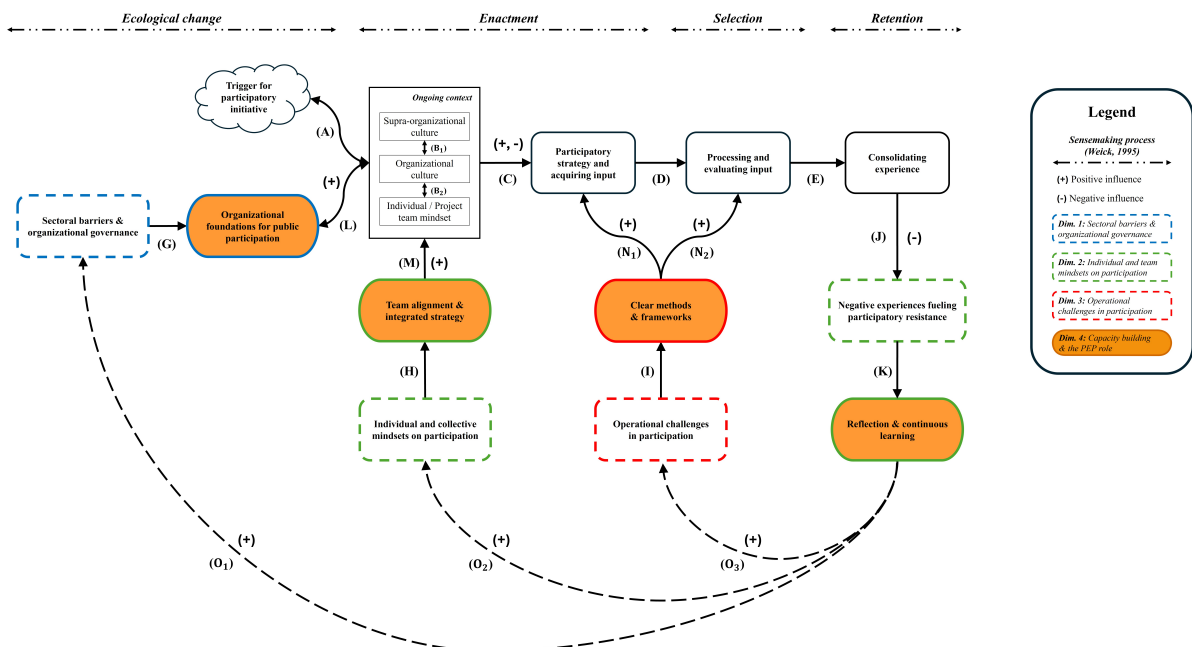 Ecological change
Enactment
Selection
Retention
Trigger for
participatory
initiative
(A)
(+)
(L)
Sectoral barriers &
organizational governance
(G)
Organizational
foundations for public
participation
Ongoing context
Supra-organizational
culture
(B₁)
Organizational
culture
(B₂)
Individual / Project
team mindset
(+, -)
(C)
Participatory
strategy and
acquiring input
(D)
Processing and
evaluating input
(E)
Consolidating
experience
(M)
(+)
(+)
(N₁)
(+)
(N₂)
(J)
(-)
Team alignment &
integrated strategy
Clear methods
& frameworks
Negative experiences fueling
participatory resistance
(H)
(I)
(K)
Individual and collective
mindsets on participation
Operational challenges
in participation
Reflection & continuous
learning
(+)
(O₁)
(+)
(O₂)
(+)
(O₃)
Legend
Sensemaking process
(Weick, 1995)
(+) Positive influence
(-) Negative influence
Dim. 1: Sectoral barriers &
organizational governance
Dim. 2: Individual and team
mindsets on participation
Dim. 3: Operational
challenges in participation
Dim. 4: Capacity building
& the PEP role